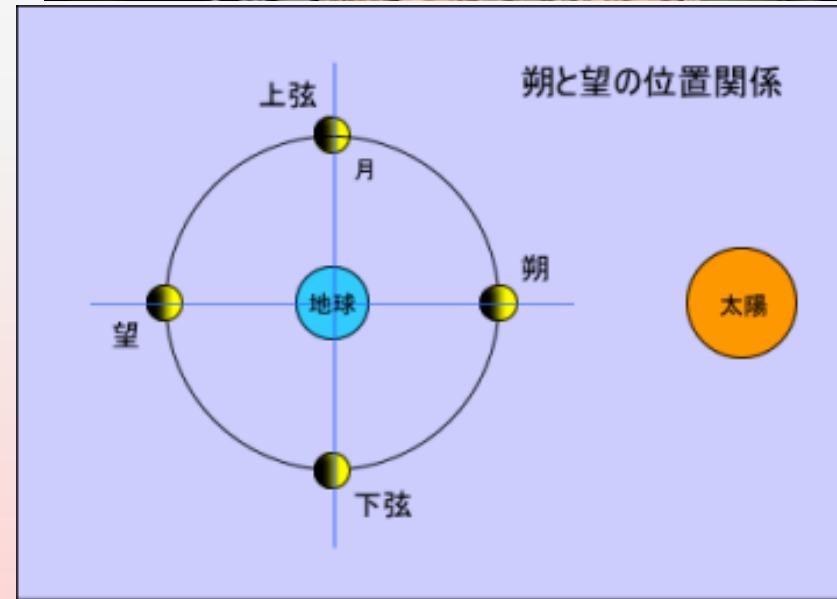 朔と望の位置関係
上弦
月
朔
地球
太陽
望
下弦